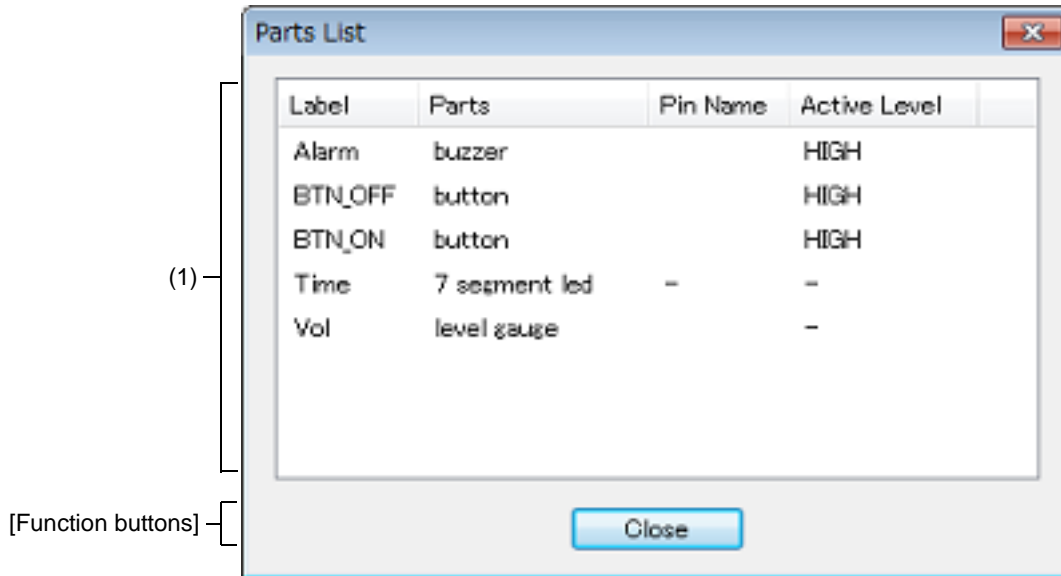 Parts List
Label Parts Pin Name Active Level
Alarm buzzer HIGH
BTN_OFF button HIGH
BTN_ON button HIGH
(1)
Time 7 segment led - -
Vol level gauge -
[Function buttons]
Close